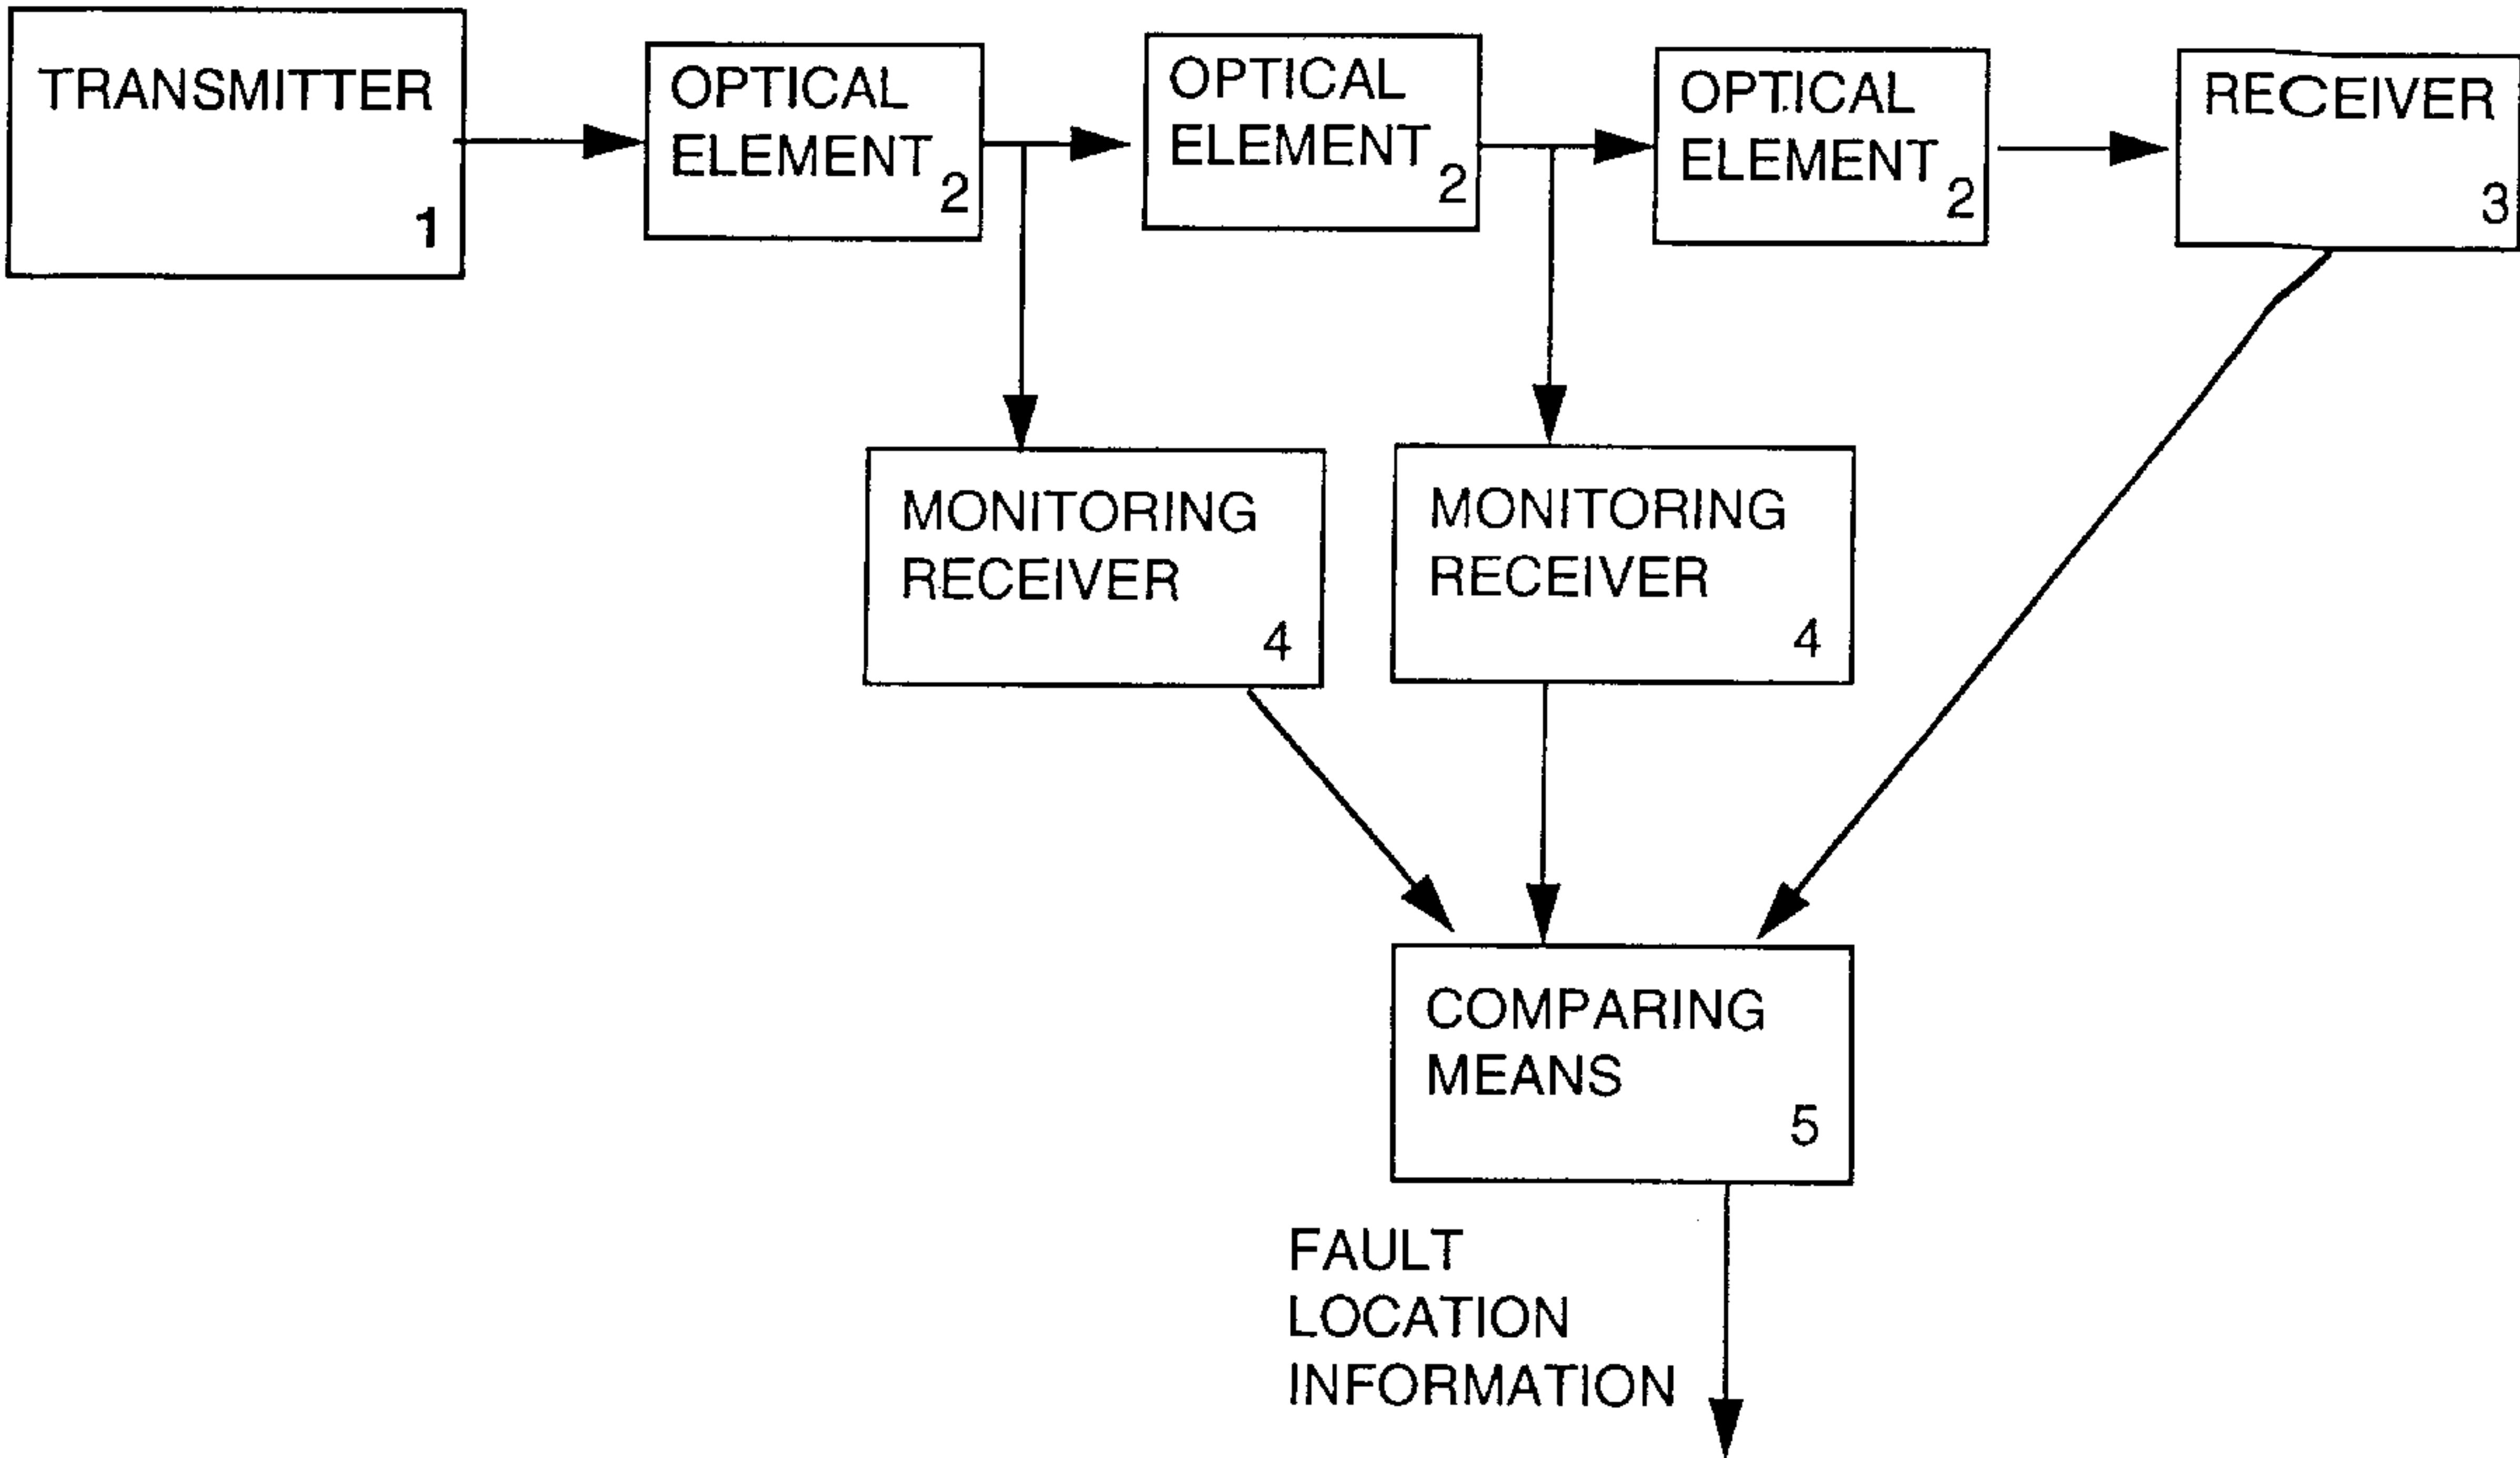 TRANSMITTER
1
OPTICAL
ELEMENT
2
OPTICAL
ELEMENT
2
OPTICAL
ELEMENT
2
RECEIVER
3
MONITORING
RECEIVER
4
MONITORING
RECEIVER
4
COMPARING
MEANS
5
FAULT
LOCATION
INFORMATION